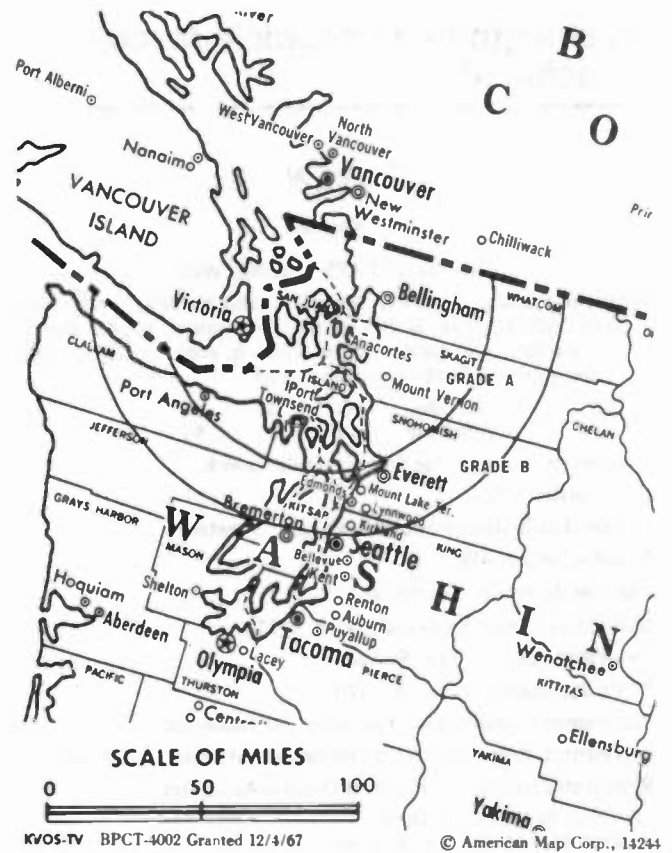 River
B
Port Alberni
C
North
West Vancouver
Vancouver
O
Nanaimo
Vancouver
VANCOUVER
ISLAND
New
Westminster
Chilliwack
Bellingham
WHATCOM
SAN JUAN
Victoria
Anacortes
SKAGIT
CLALLAM
GRADE A
ISLAND
Mount Vernon
Port
Townsend
Port Angeles
SNOHOMISH
CHELAN
JEFFERSON
Everett
GRADE B
Edmonds
Mount Lake Ter.
Lynnwood
GRAYS HARBOR
KITSAP
Bremerton
Kirkland
W
A
Seattle
KING
MASON
Bellevue
S
Kent
Hoquiam
Shelton
H
Renton
Auburn
I
Aberdeen
Tacoma
Puyallup
N
Wenatchee
Olympia
Lacey
PIERCE
PACIFIC
THURSTON
KITTITAS
Ellensburg
SCALE OF MILES
YAKIMA
0 50 100
Yakima
KVOS-TV BPCT-4002 Granted 12/4/67
© American Map Corp., 14244